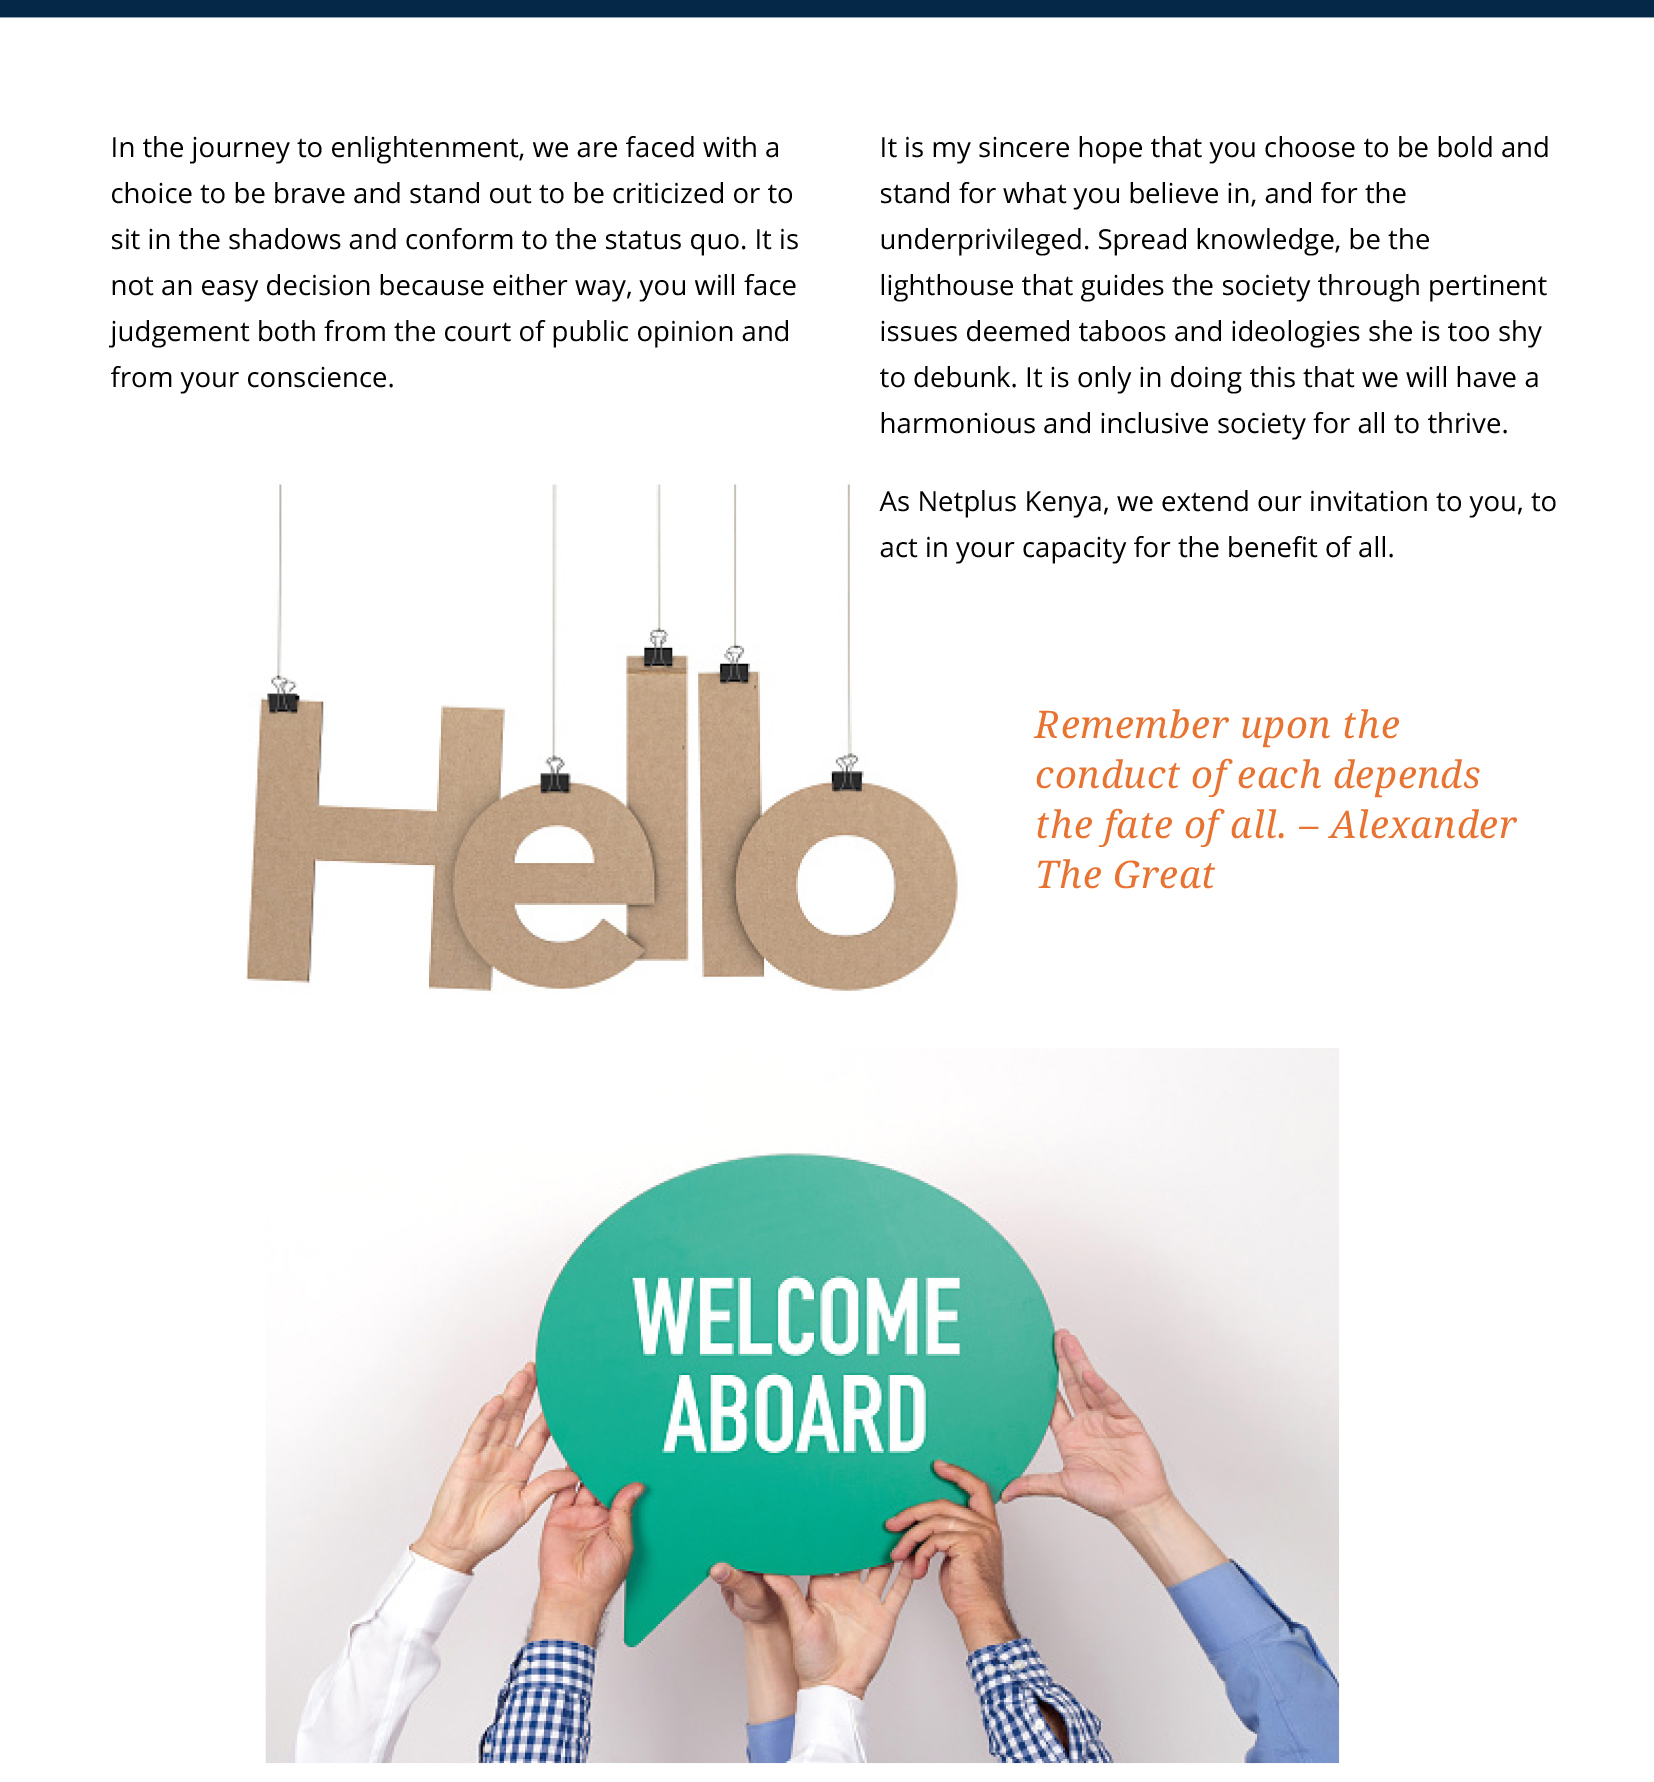 In the journey to enlightenment, we are faced with a
choice to be brave and stand out to be criticized or to
sit in the shadows and conform to the status quo. It is
not an easy decision because either way, you will face
judgement both from the court of public opinion and
from your conscience.
It is my sincere hope that you choose to be bold and
stand for what you believe in, and for the
underprivileged. Spread knowledge, be the
lighthouse that guides the society through pertinent
issues deemed taboos and ideologies she is too shy
to debunk. It is only in doing this that we will have a
harmonious and inclusive society for all to thrive.
As Netplus Kenya, we extend our invitation to you, to
act in your capacity for the benefit of all.
Hello
Remember upon the
conduct of each depends
the fate of all. – Alexander
The Great
WELCOME
ABOARD